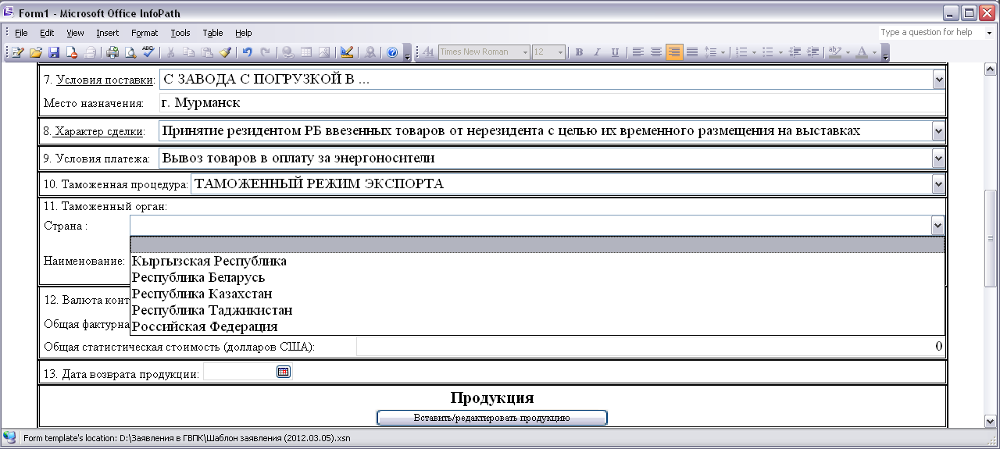 Form1 - Microsoft Office InfoPath
File Edit View Insert Format Tools Table Help
Type a question for help
Times New Roman 12 B I U
7. Условия поставки: С ЗАВОДА С ПОГРУЗКОЙ В ...
Место назначения: г. Мурманск
8. Характер сделки: Принятие резидентом РБ ввезенных товаров от нерезидента с целью их временного размещения на выставках
9. Условия платежа: Вывоз товаров в оплату за энергоносители
10. Таможенная процедура: ТАМОЖЕННЫЙ РЕЖИМ ЭКСПОРТА
11. Таможенный орган:
Страна :
Наименование: Кыргызская Республика
Республика Беларусь
Республика Казахстан
12. Валюта конт
Республика Таджикистан
Общая фактурна Российская Федерация
Общая статистическая стоимость (долларов США): 0
13. Дата возврата продукции:
Продукция
Вставить/редактировать продукцию
Form template's location: D:\Заявления в ГВПК\Шаблон заявления (2012.03.05).xsn